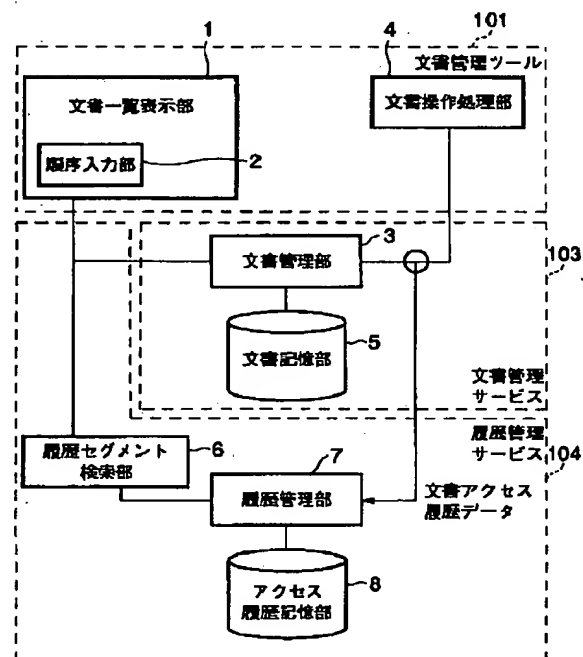 101
1
4
文書管理ツール
文書一覧表示部
文書操作処理部
順序入力部
2
3
文書管理部
103
文書記憶部
5
文書管理
サービス
履歴管理
サービス
104
履歴セグメント
検索部
6
7
履歴管理部
文書アクセス
履歴データ
アクセス
履歴記憶部
8